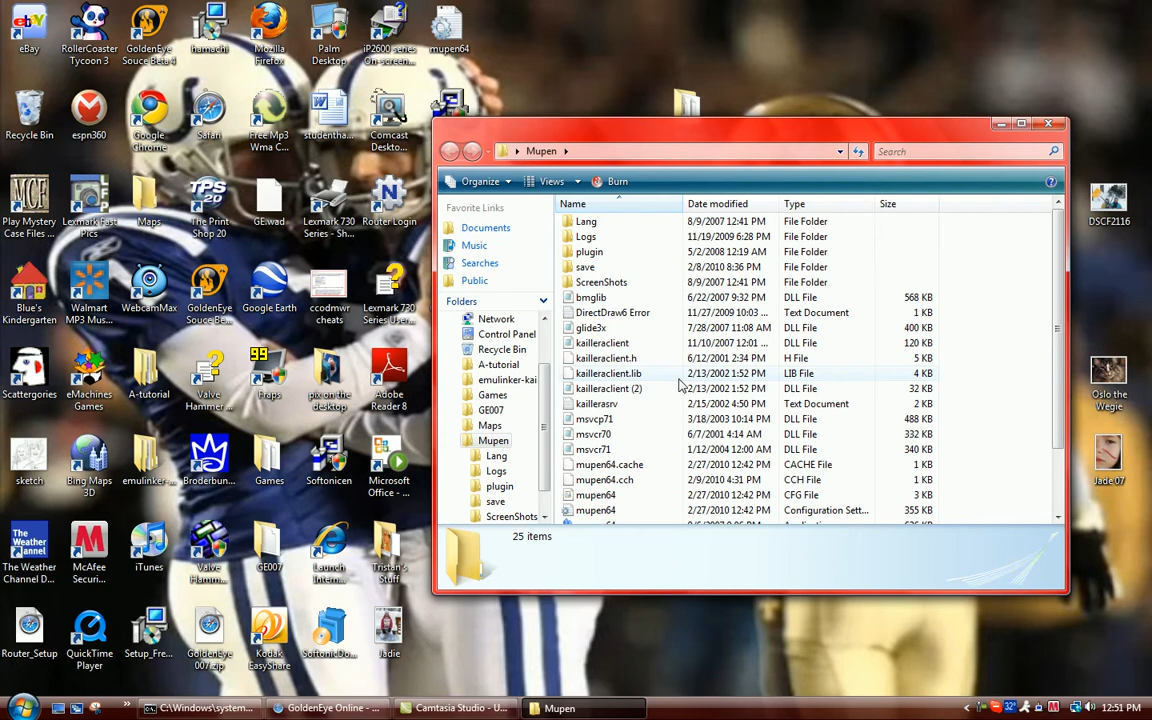 eBay
RollerCoaster Tycoon 3
GoldenEye Souce Beta 4
hamachi
Mozilla Firefox
Palm Desktop
iP2600 series On-screen...
mupen64
Recycle Bin
espn360
Google Chrome
Safari
Free Mp3 Wma C...
studentha...
Comcast Deskto...
Play Mystery Case Files ...
Lexmark Fast Pics
Maps
The Print Shop 20
GE.wed
Lexmark 730 Series - Sh...
Router Login
Blue's Kindergarten
Walmart MP3 Mus...
WebcamMax
GoldenEye Souce Be...
Google Earth
ccodmwr cheats
Lexmark 730 Series User...
Scattergories
eMachines Games
A-tutorial
Valve Hammer ...
Fraps
pix on the desktop
Adobe Reader 8
sketch
Bing Maps 3D
emulinker-...
Broderbun...
Games
Softonicen
Microsoft Office - ...
The Weather Channel D...
McAfee Securi...
iTunes
Valve Hamm...
GE007
Launch Intern...
Tristan's Stuff
Router_Setup
QuickTime Player
Setup_Fre...
GoldenEye 007.zip
Kodak EasyShare
SoftonicDo...
Jadie
DSCF2116
Oslo the Wegie
Jade 07
Mupen
Search
Organize Views Burn
Favorite Links
Documents
Music
Searches
Public
Folders
Network
Control Panel
Recycle Bin
A-tutorial
emulinker-kai
Games
GE007
Maps
Mupen
Lang
Logs
plugin
save
ScreenShots
Name Date modified Type Size
Lang 8/9/2007 12:41 PM File Folder
Logs 11/19/2009 6:28 PM File Folder
plugin 5/2/2008 12:19 AM File Folder
save 2/8/2010 8:36 PM File Folder
ScreenShots 8/9/2007 12:41 PM File Folder
bmglib 6/22/2007 9:32 PM DLL File 568 KB
DirectDraw6 Error 11/27/2009 10:03 ... Text Document 1 KB
glide3x 7/28/2007 11:08 AM DLL File 400 KB
kailleraclient 11/10/2007 12:01 ... DLL File 120 KB
kailleraclient.h 6/12/2001 2:34 PM H File 5 KB
kailleraclient.lib 2/13/2002 1:52 PM LIB File 4 KB
kailleraclient (2) 2/13/2002 1:52 PM DLL File 32 KB
kaillerasrv 2/15/2002 4:50 PM Text Document 2 KB
msvcp71 3/18/2003 10:14 PM DLL File 488 KB
msvcr70 6/7/2001 4:14 AM DLL File 332 KB
msvcr71 1/12/2004 12:00 AM DLL File 340 KB
mupen64.cache 2/27/2010 12:42 PM CACHE File 1 KB
mupen64.cch 2/9/2010 4:31 PM CCH File 1 KB
mupen64 2/27/2010 12:42 PM CFG File 3 KB
mupen64 2/27/2010 12:42 PM Configuration Sett... 355 KB
25 items
C:\Windows\system... GoldenEye Online - ... Camtasia Studio - U... Mupen 12:51 PM